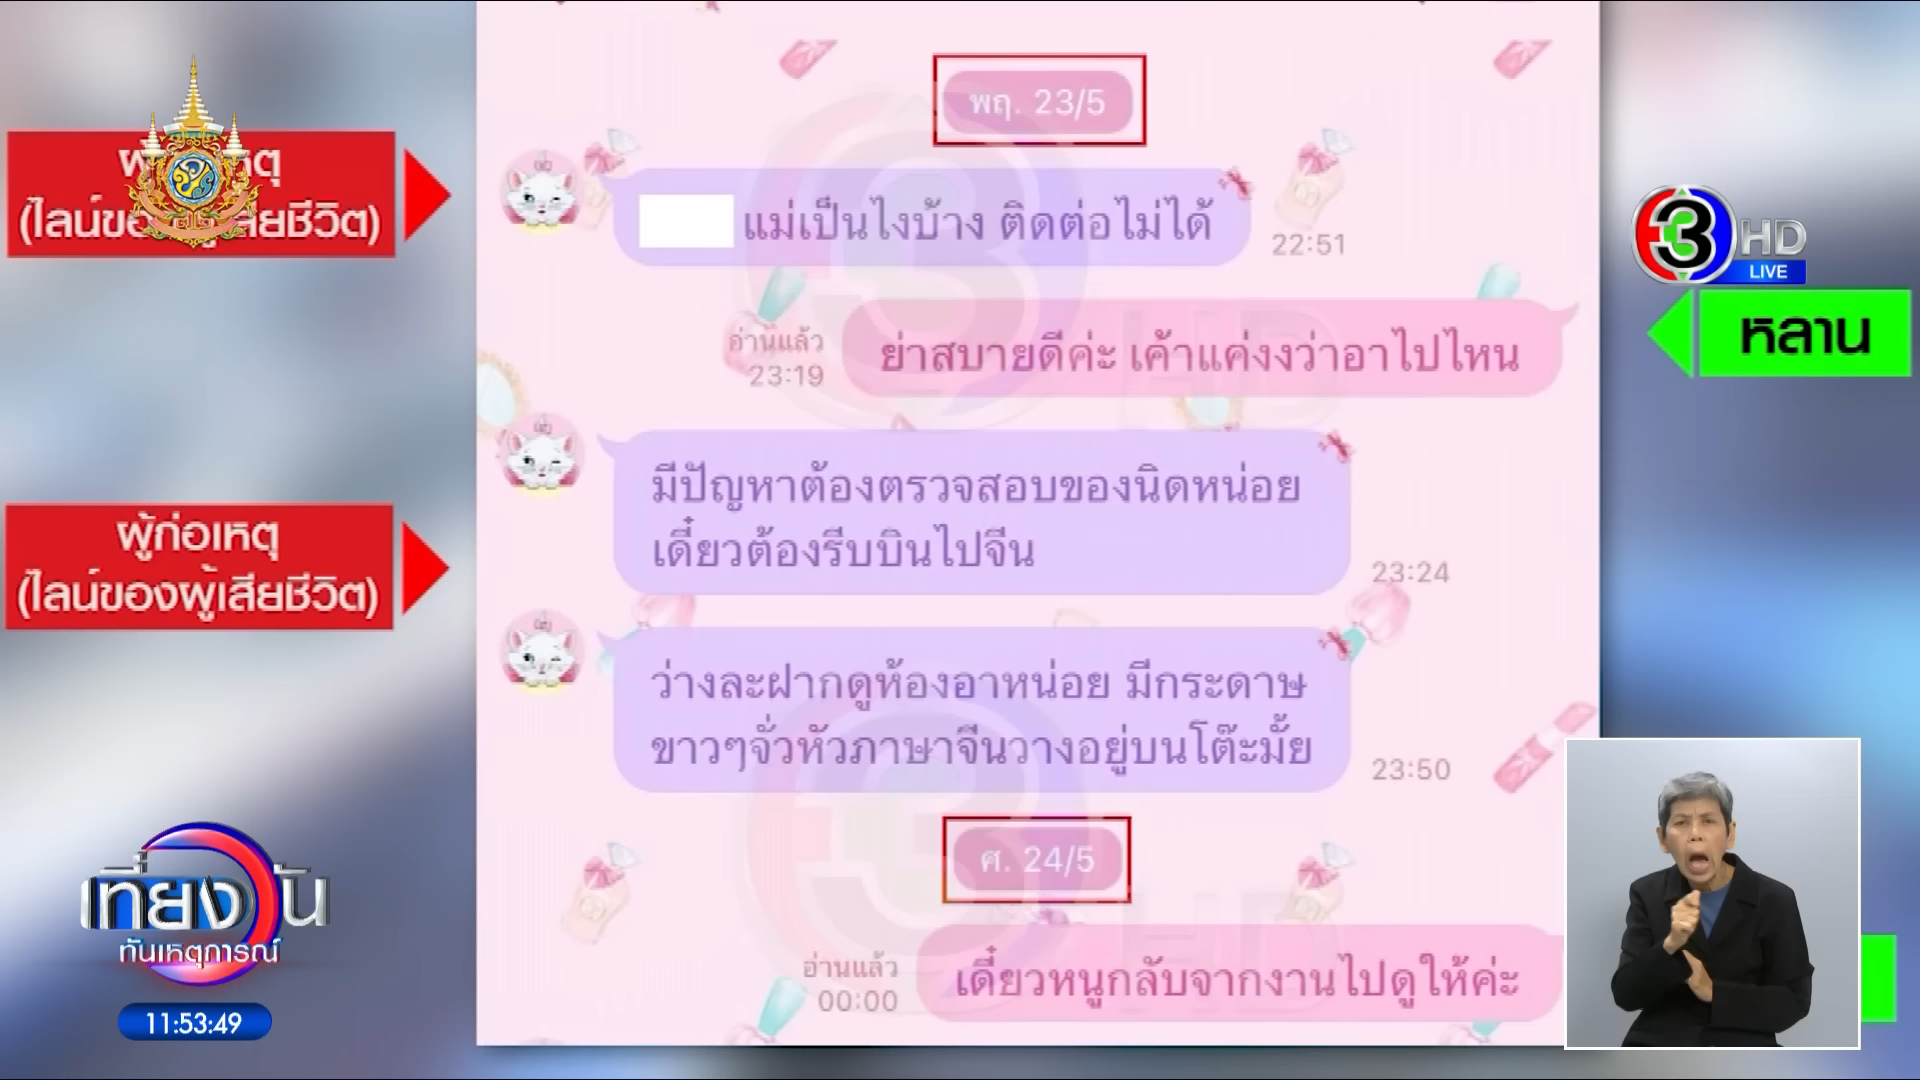 พฤ. 23/5
(ไลน์ของผู้เสียชีวิต)
แม่เป็นไงบ้าง ติดต่อไม่ได้
22:51
3 HD
LIVE
หลาน
อ่านแล้ว
23:19
ย่าสบายดีค่ะ เค้าแค่งงว่าอาไปไหน
ผู้ก่อเหตุ
(ไลน์ของผู้เสียชีวิต)
มีปัญหาต้องตรวจสอบของนิดหน่อย
เดี๋ยวต้องรีบบินไปจีน
23:24
ว่างละฝากดูห้องอาหน่อย มีกระดาษ
ขาวๆจั่วหัวภาษาจีนวางอยู่บนโต๊ะมั้ย
23:50
ศ. 24/5
อ่านแล้ว
00:00
เดี๋ยวหนูกลับจากงานไปดูให้ค่ะ
เที่ยงวัน
ทันเหตุการณ์
11:53:49